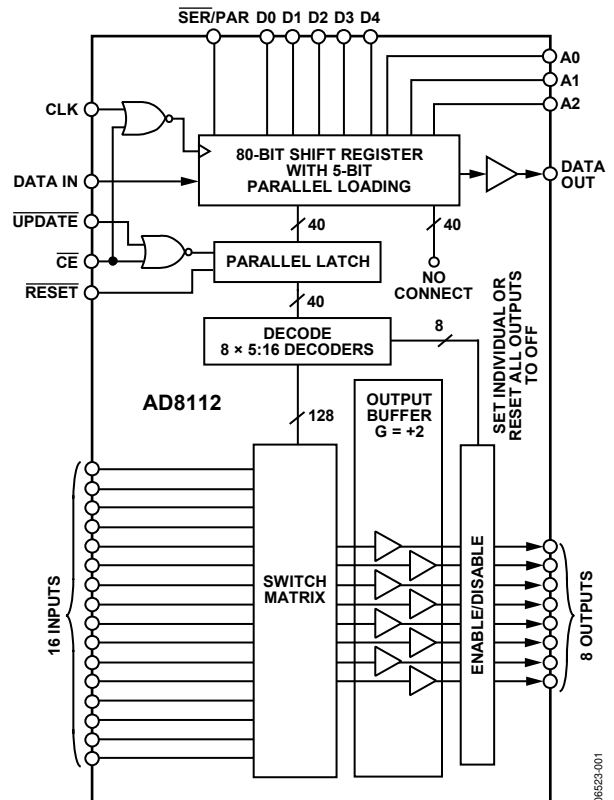 SER/PAR D0 D1 D2 D3 D4
A0
A1
A2
CLK
80-BIT SHIFT REGISTER
WITH 5-BIT
PARALLEL LOADING
DATA
OUT
DATA IN
UPDATE
40
40
CE
PARALLEL LATCH
NO
CONNECT
RESET
40
DECODE
8 × 5:16 DECODERS
8
SET INDIVIDUAL OR
RESET ALL OUTPUTS
TO OFF
AD8112
128
OUTPUT
BUFFER
G = +2
16 INPUTS
SWITCH
MATRIX
ENABLE/DISABLE
8 OUTPUTS
06523-001